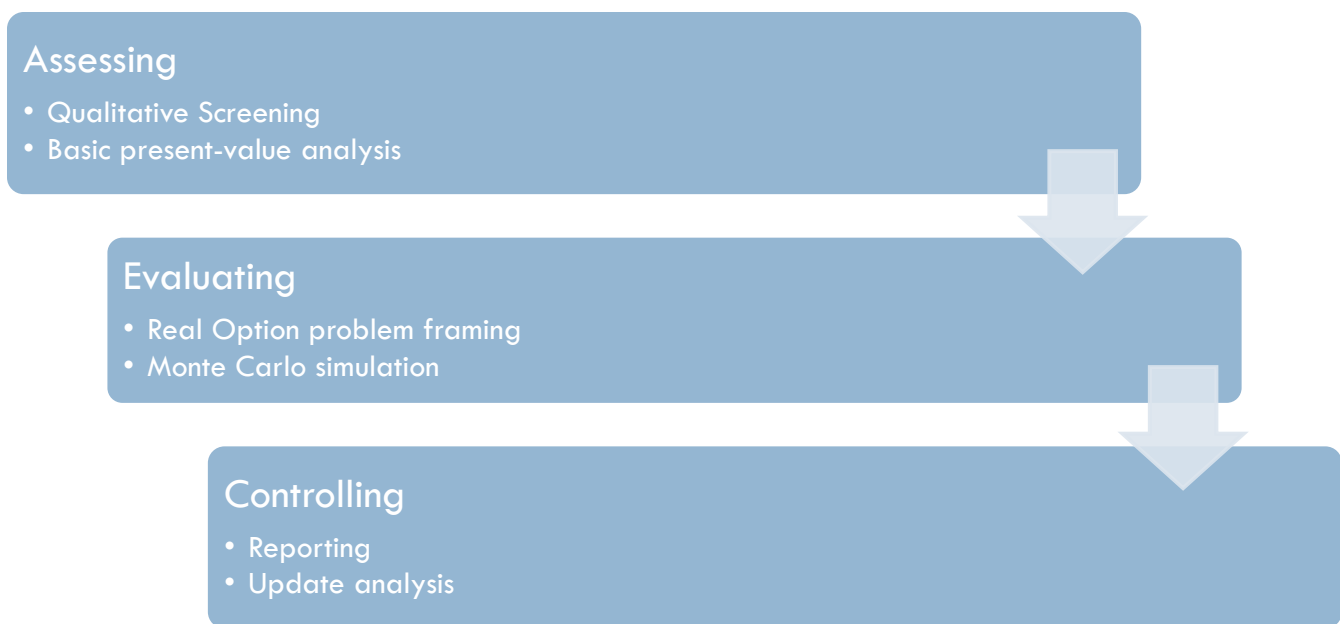 Assessing
• Qualitative Screening
• Basic present-value analysis
Evaluating
• Real Option problem framing
• Monte Carlo simulation
Controlling
• Reporting
• Update analysis